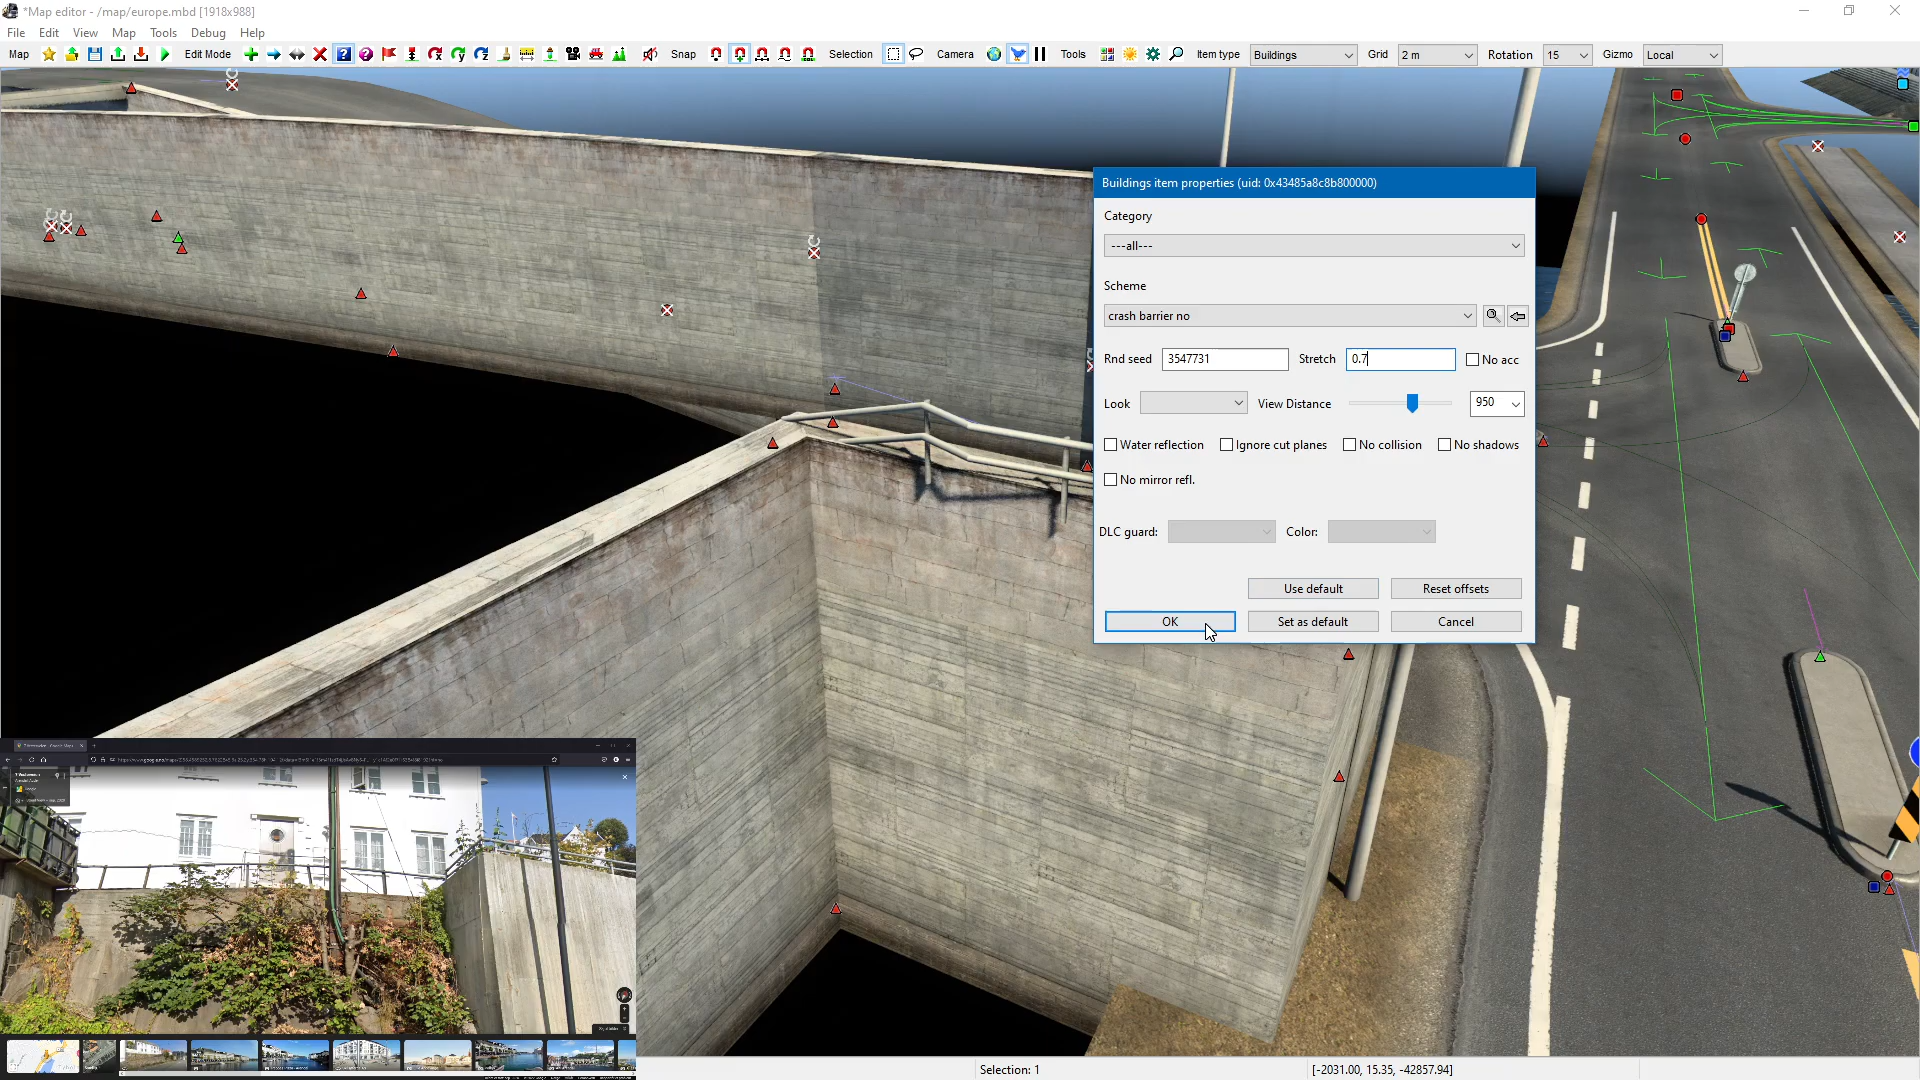 *Map editor - /map/europe.mbd [1918x988]
File Edit View Map Tools Debug Help
Map Edit Mode Snap Selection Camera Tools Item type Buildings Grid 2 m Rotation 15 Gizmo Local
Buildings item properties (uid: 0x43485a8c8b800000)
Category
---all---
Scheme
crash barrier no
Rnd seed 3547731 Stretch 0.7 No acc
Look View Distance 950
Water reflection Ignore cut planes No collision No shadows
No mirror refl.
DLC guard: Color:
Use default Reset offsets
OK Set as default Cancel
Selection: 1 [-2031.00, 15.35, -42857.94]